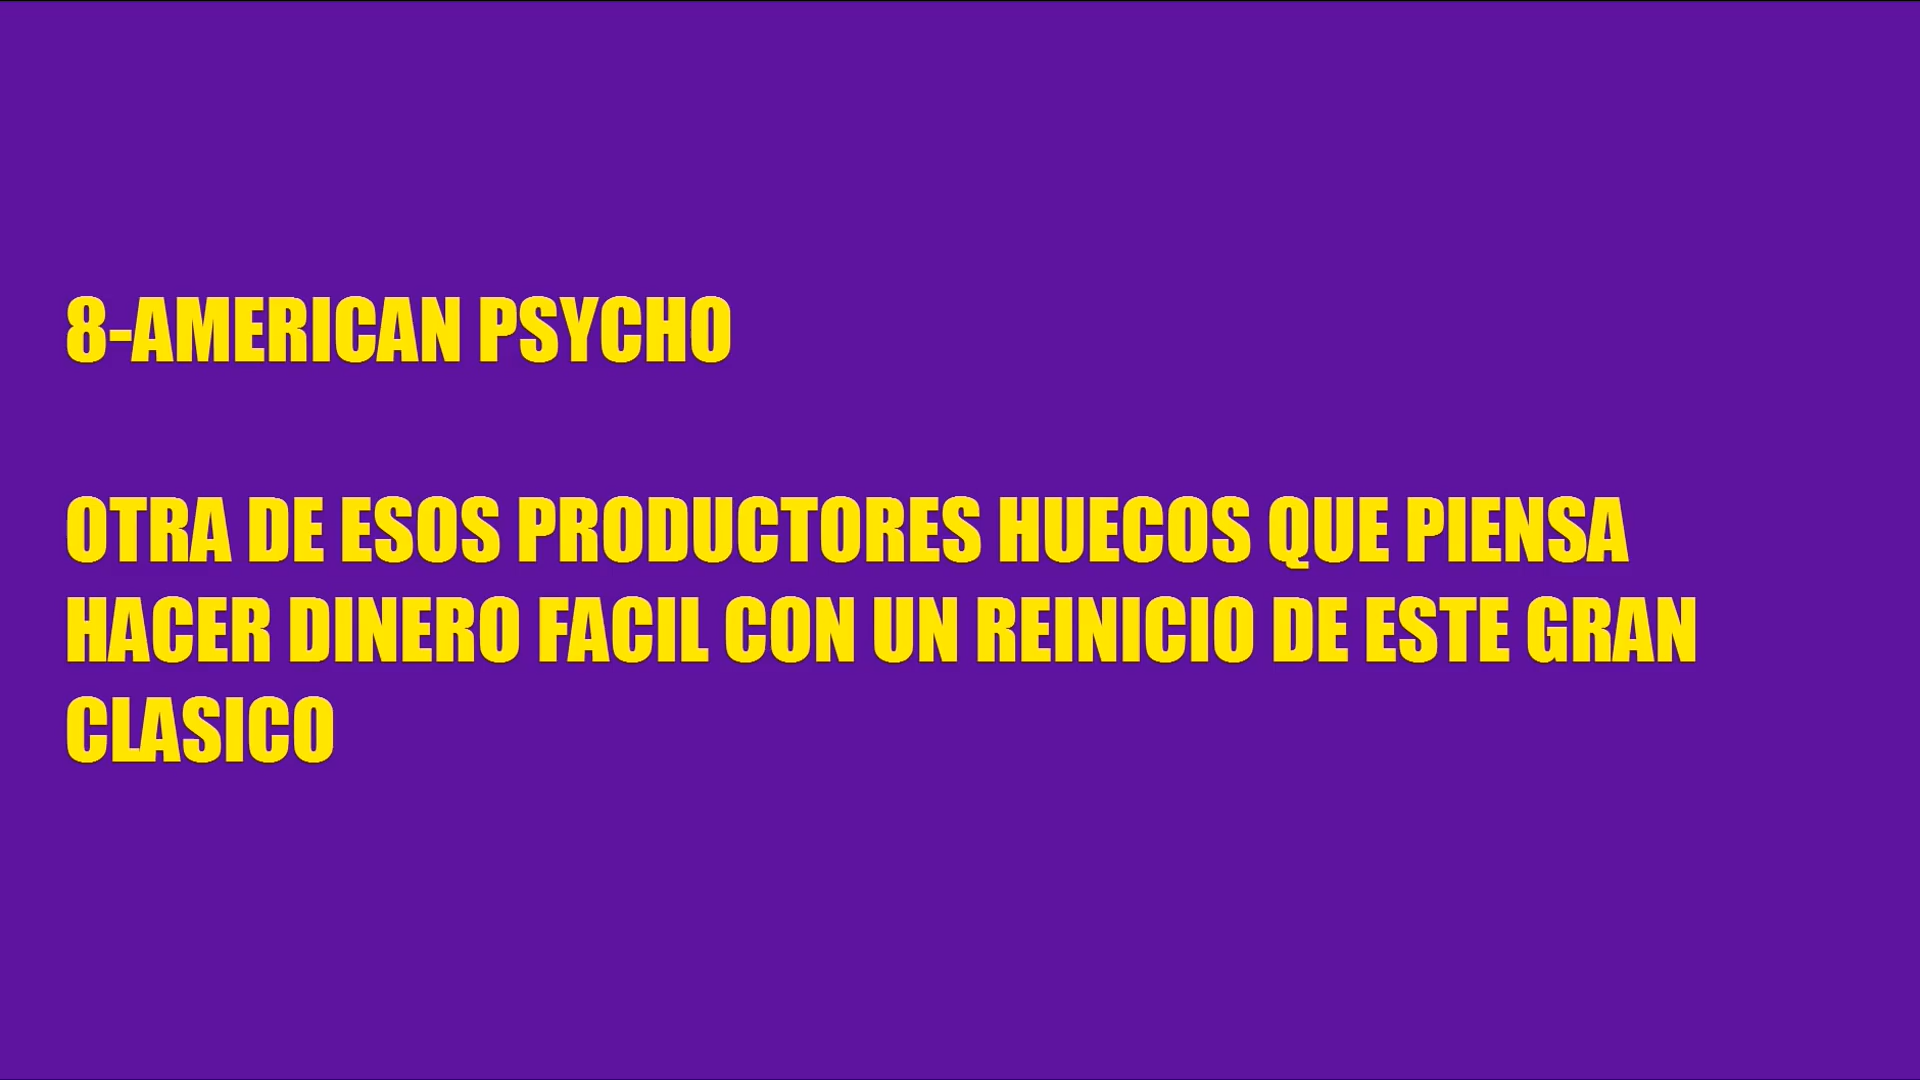 8-AMERICAN PSYCHO
OTRA DE ESOS PRODUCTORES HUECOS QUE PIENSA
HACER DINERO FACIL CON UN REINICIO DE ESTE GRAN
CLASICO